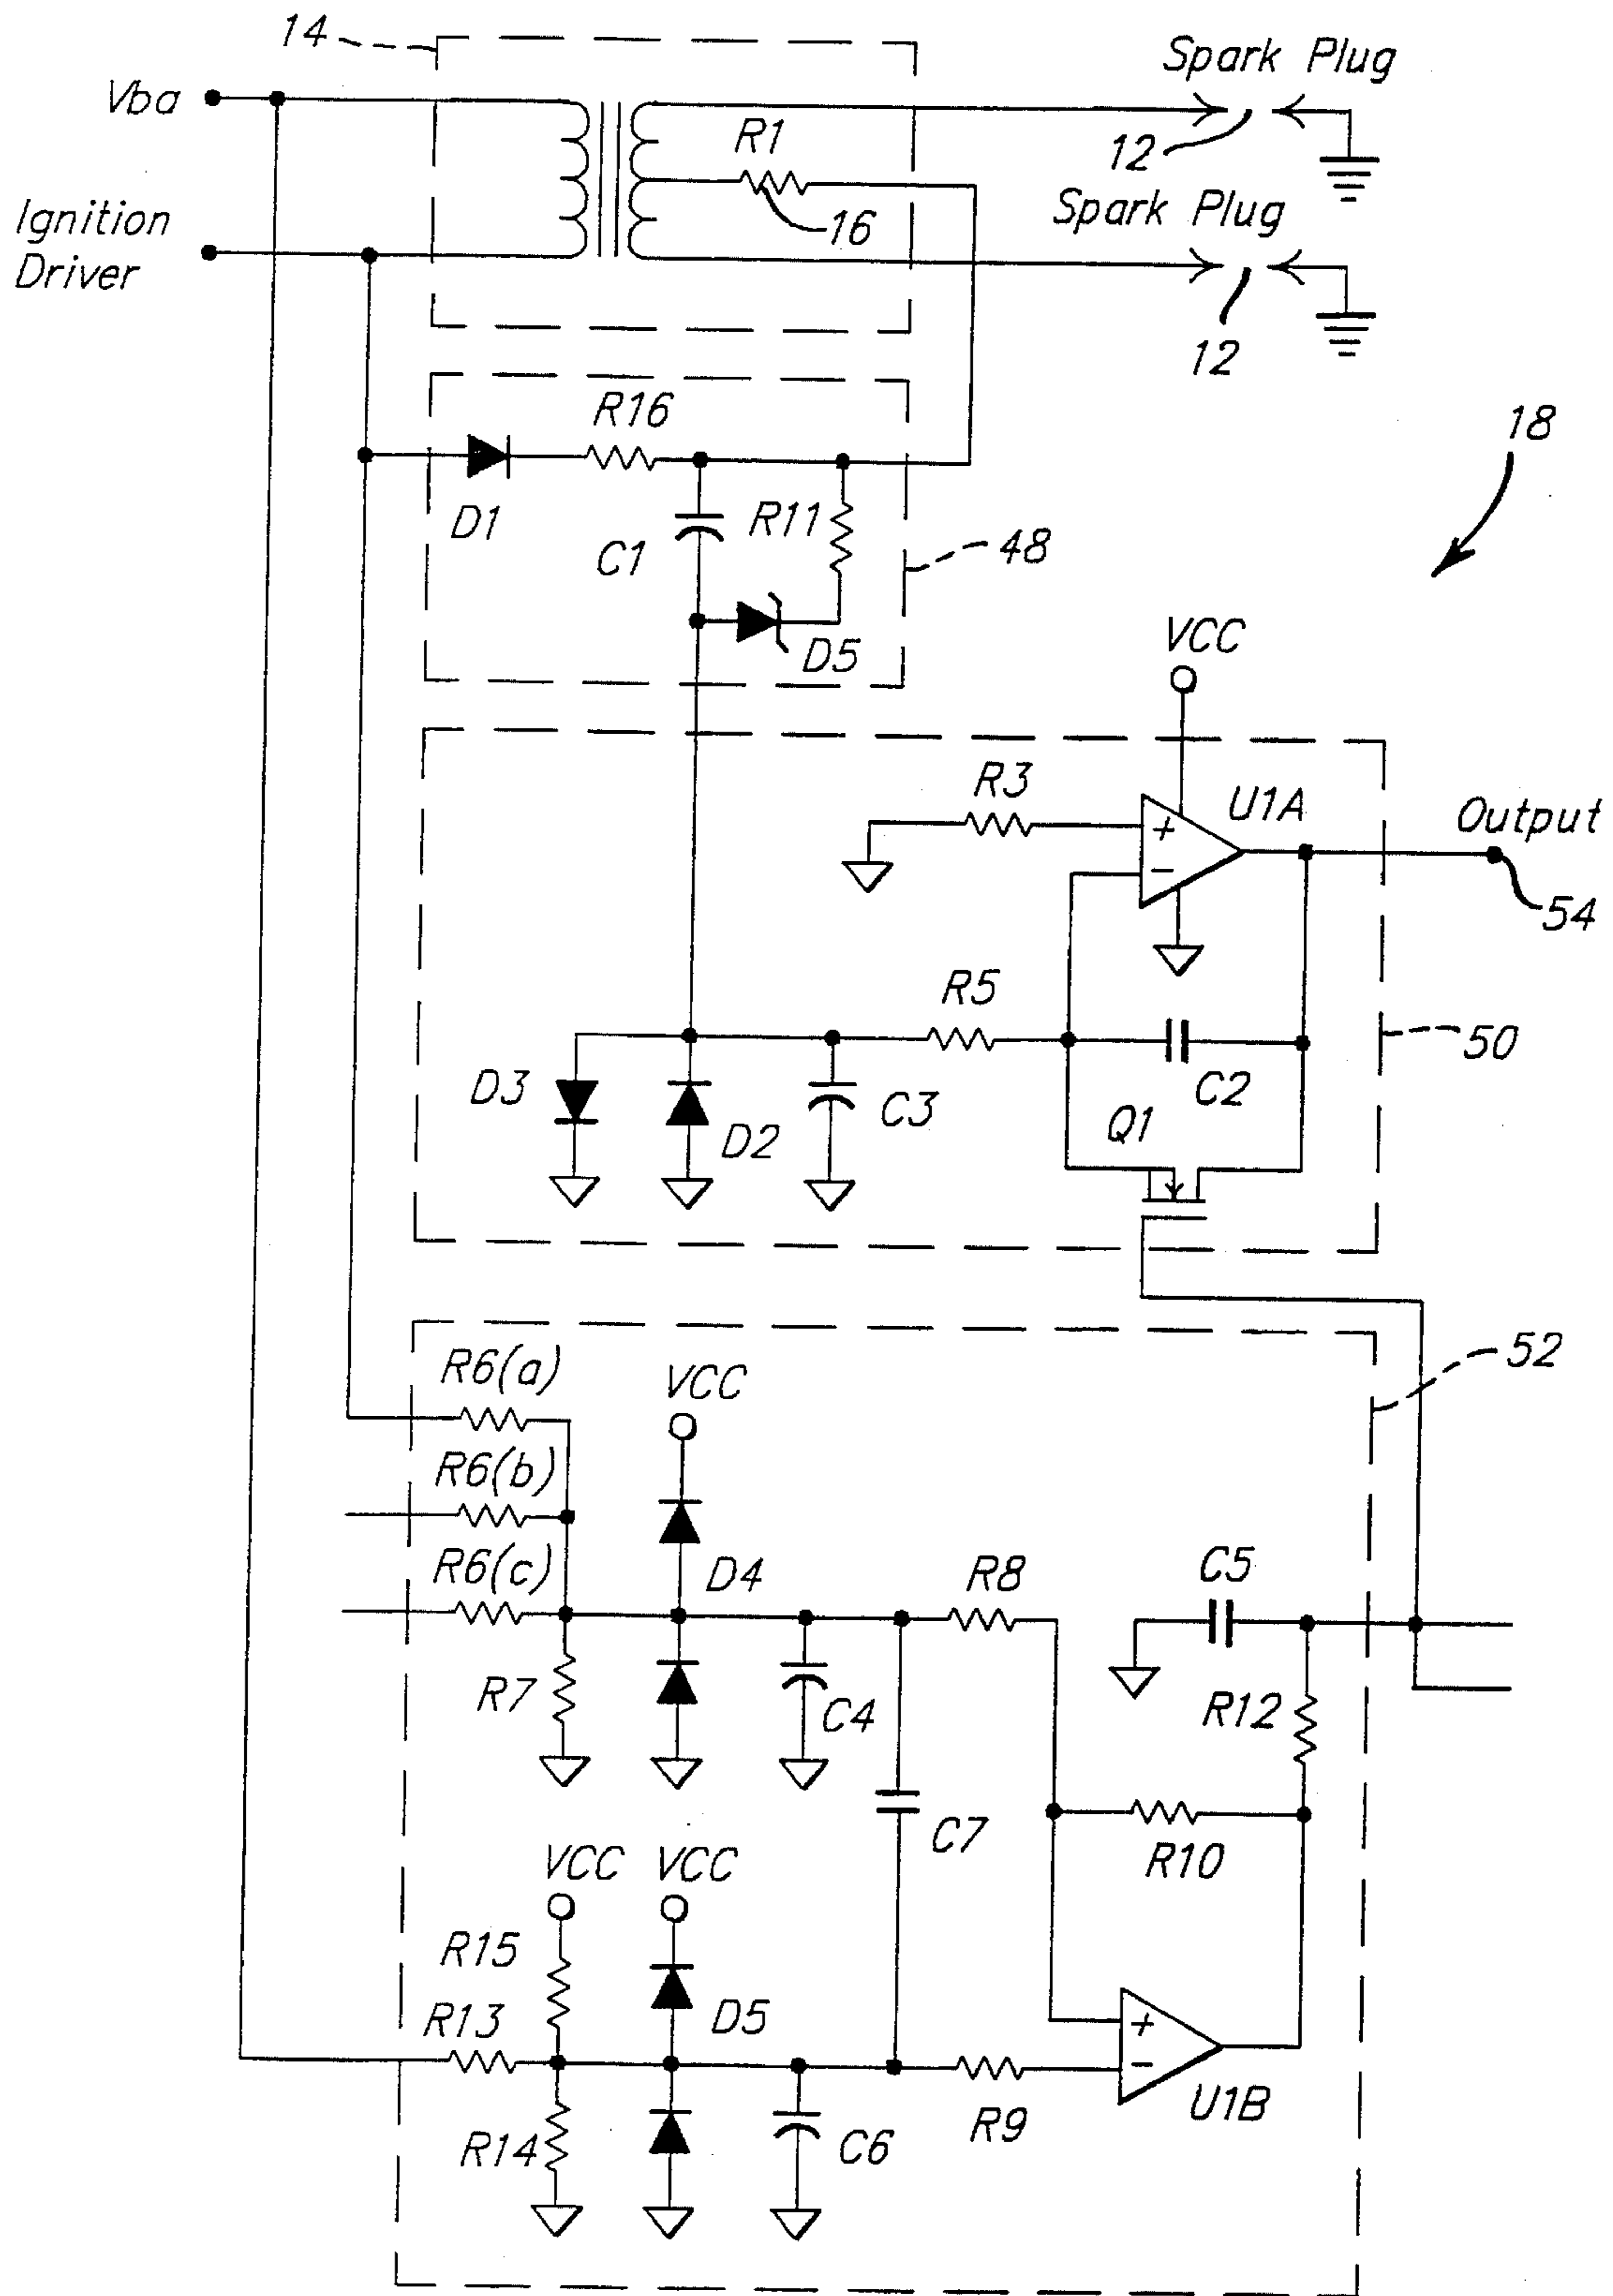 14
Spark Plug
Vba
R1
12
16
Ignition
Driver
Spark Plug
12
R16
18
D1
C1
R11
48
D5
VCC
R3
U1A
Output
+
−
54
R5
50
D3
D2
C3
C2
Q1
52
R6(a)
VCC
R6(b)
R6(c)
D4
R8
C5
R7
C4
R12
C7
R10
VCC
VCC
R15
R13
D5
+
−
R14
C6
R9
U1B